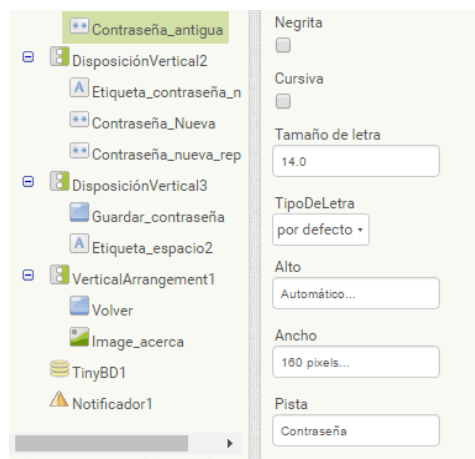 Contraseña_antigua
DisposiciónVertical2
Etiqueta_contraseña_n
Contraseña_Nueva
Contraseña_nueva_rep
DisposiciónVertical3
Guardar_contraseña
Etiqueta_espacio2
VerticalArrangement1
Volver
Image_acerca
TinyBD1
Notificador1
Negrita
Cursiva
Tamaño de letra
14.0
TipoDeLetra
por defecto
Alto
Automático...
Ancho
160 pixels...
Pista
Contraseña